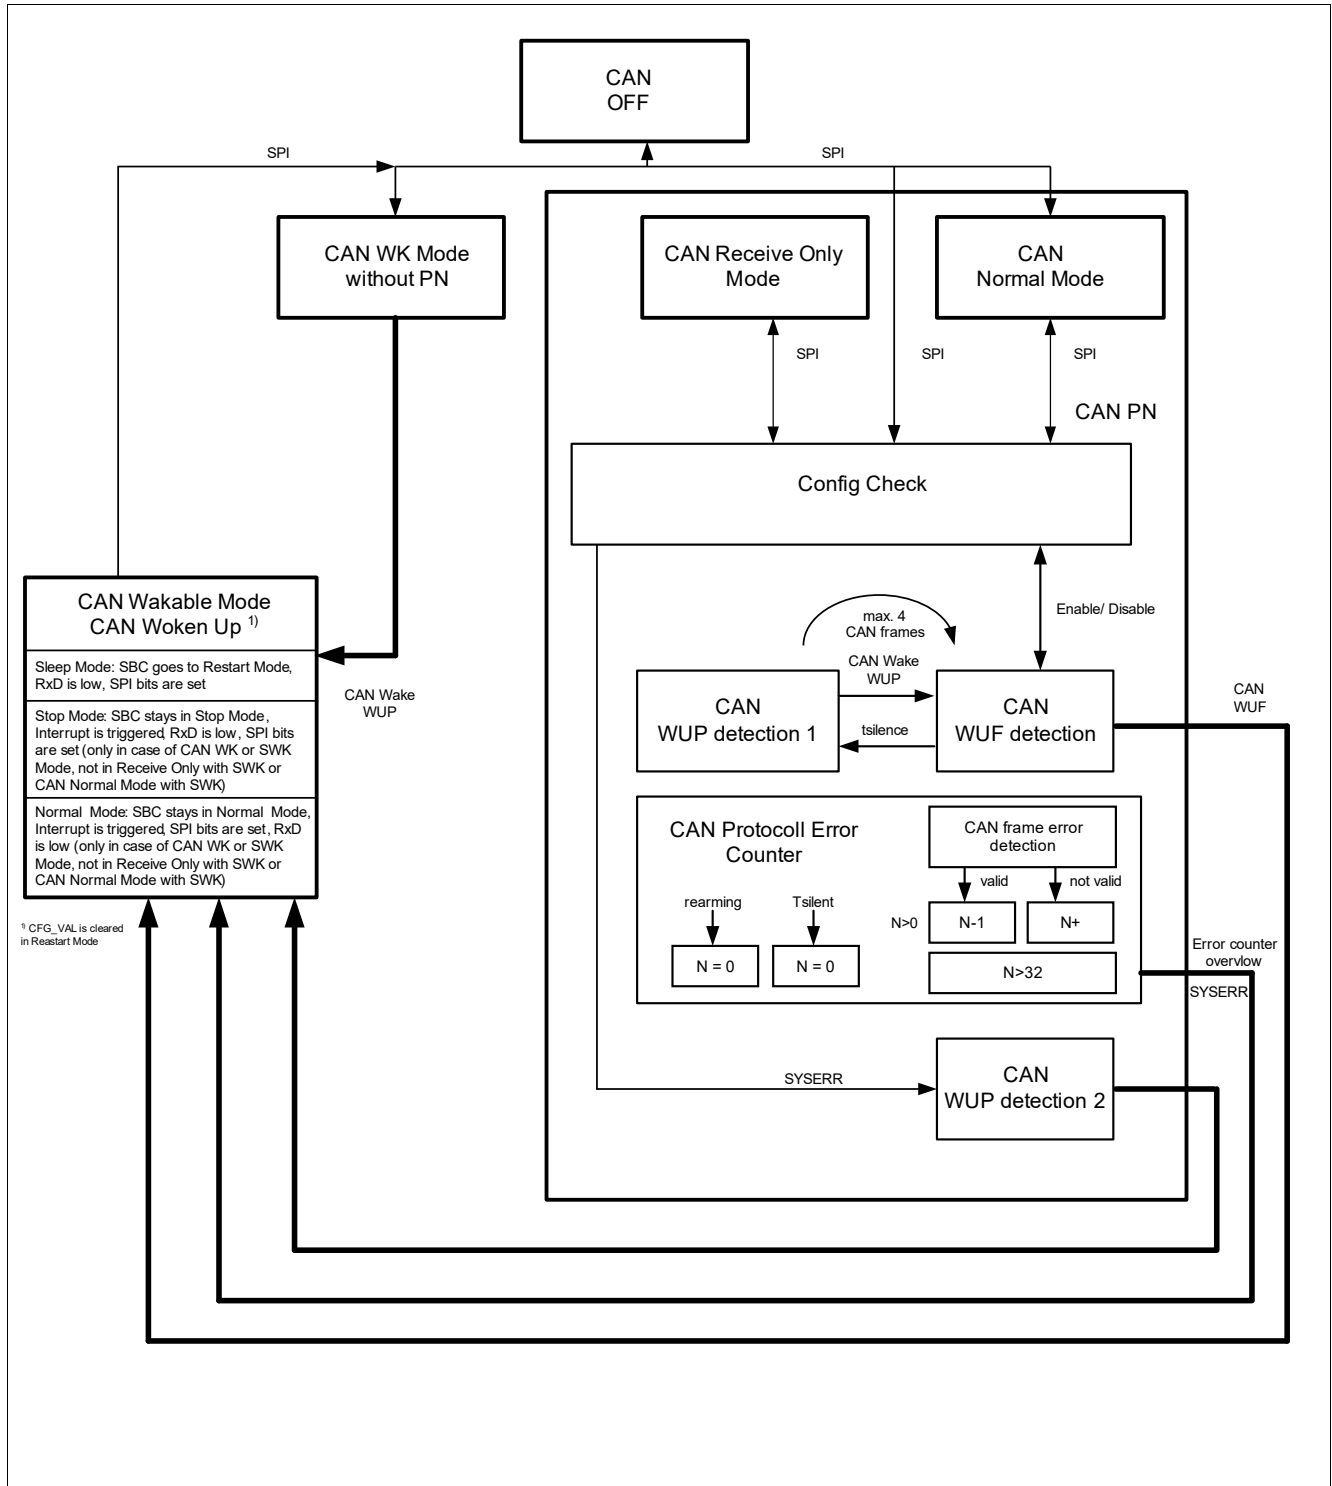 CAN
OFF
SPI
SPI
CAN WK Mode
without PN
CAN Receive Only
Mode
CAN
Normal Mode
SPI
SPI
SPI
CAN PN
Config Check
Enable/ Disable
max. 4
CAN frames
CAN Wake
WUP
CAN
WUP detection 1
tsilence
CAN
WUF detection
CAN
WUF
CAN Wakable Mode
CAN Woken Up 1)
Sleep Mode: SBC goes to Restart Mode,
RxD is low, SPI bits are set
Stop Mode: SBC stays in Stop Mode,
Interrupt is triggered, RxD is low, SPI bits
are set (only in case of CAN WK or SWK
Mode, not in Receive Only with SWK or
CAN Normal Mode with SWK)
Normal Mode: SBC stays in Normal Mode,
Interrupt is triggered, SPI bits are set, RxD
is low (only in case of CAN WK or SWK
Mode, not in Receive Only with SWK or
CAN Normal Mode with SWK)
1) CFG_VAL is cleared
in Reastart Mode
CAN Wake
WUP
CAN Protocoll Error
Counter
CAN frame error
detection
valid
not valid
rearming
Tsilent
N>0
N-1
N+
N = 0
N = 0
N>32
Error counter
overvlow
SYSERR
SYSERR
CAN
WUP detection 2